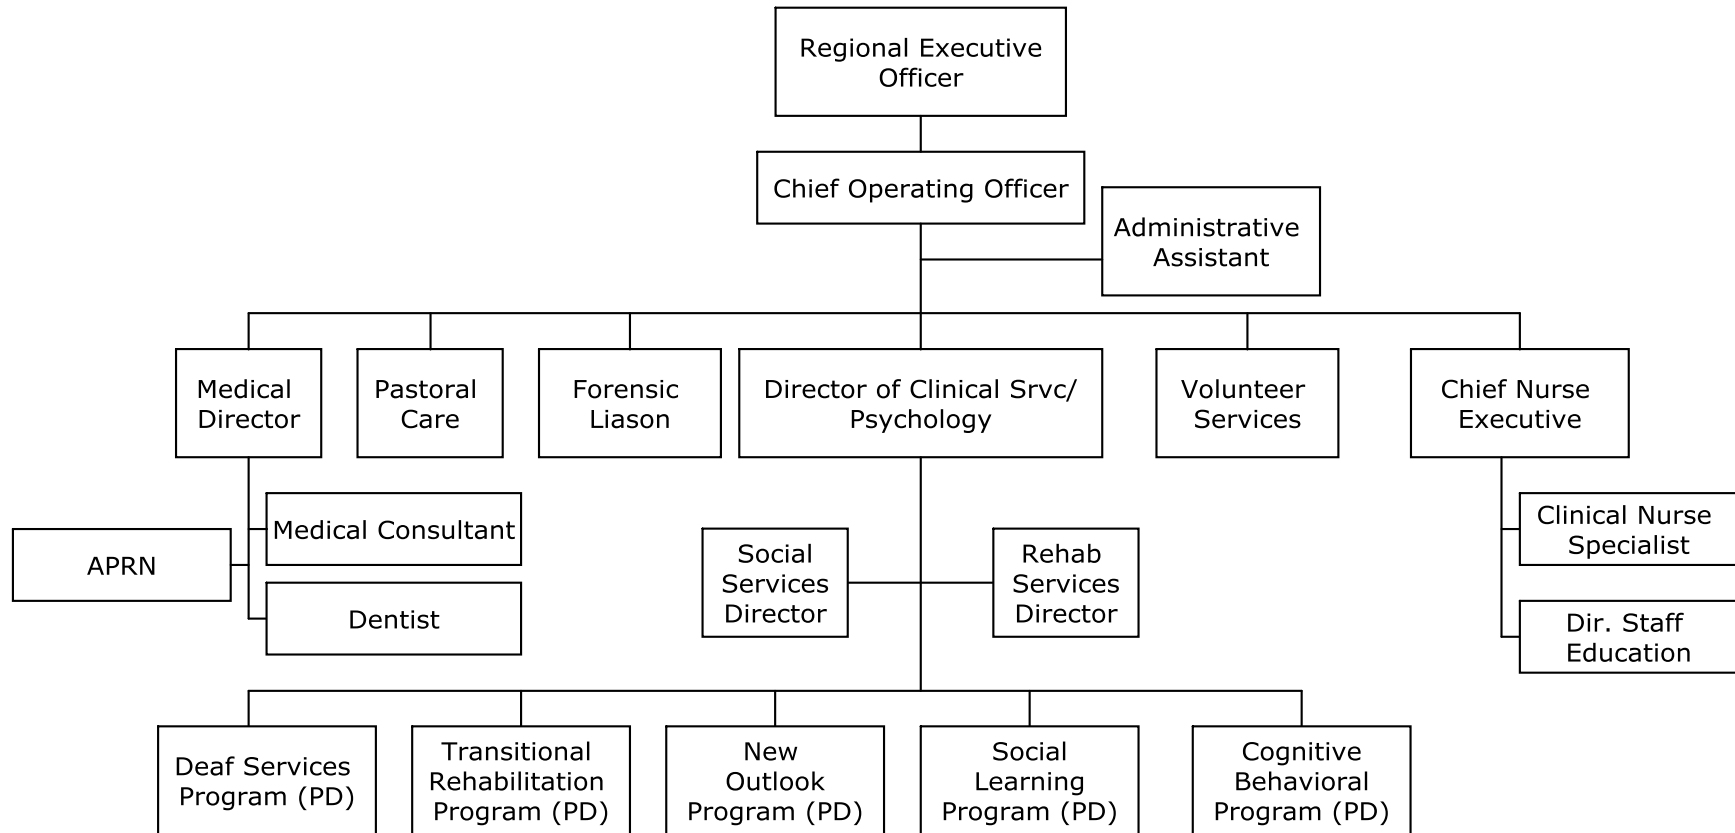 Regional Executive
Officer
Chief Operating Officer
Administrative
Assistant
Medical
Director
Pastoral
Care
Forensic
Liason
Director of Clinical Srvc/
Psychology
Volunteer
Services
Chief Nurse
Executive
Medical Consultant
APRN
Dentist
Social
Services
Director
Rehab
Services
Director
Clinical Nurse
Specialist
Dir. Staff
Education
Deaf Services
Program (PD)
Transitional
Rehabilitation
Program (PD)
New
Outlook
Program (PD)
Social
Learning
Program (PD)
Cognitive
Behavioral
Program (PD)